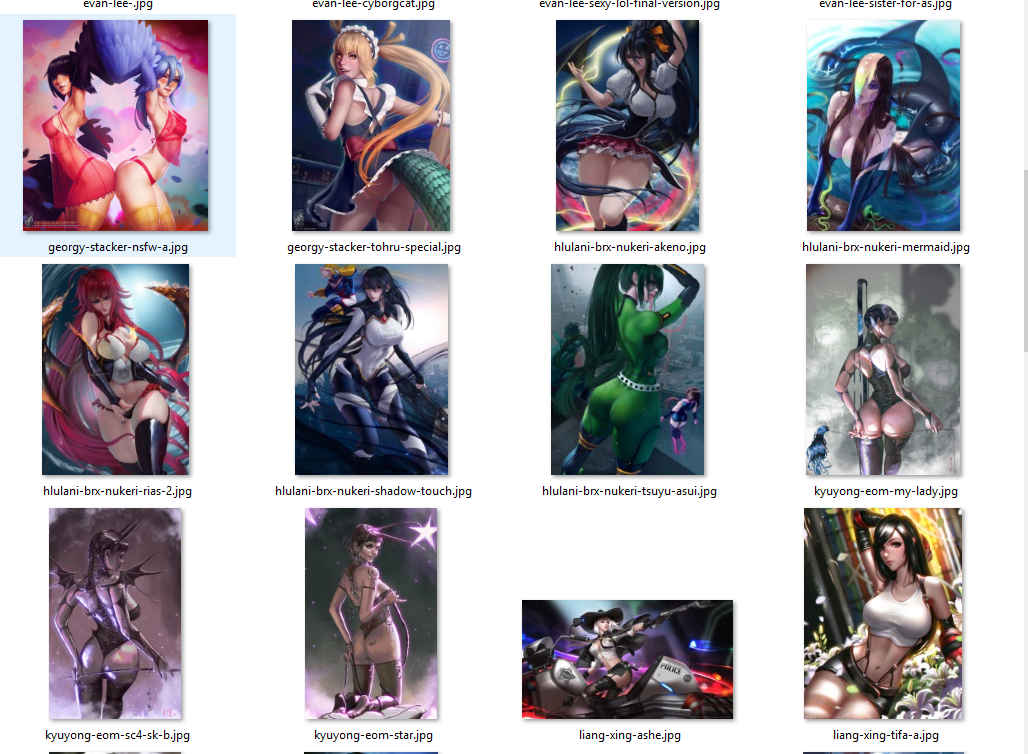 evan-lee-.jpg
evan-lee-cyborgcat.jpg
evan-lee-sexy-lol-final-version.jpg
evan-lee-sister-for-as.jpg
georgy-stacker-nsfw-a.jpg
georgy-stacker-tohru-special.jpg
hlulani-brx-nukeri-akeno.jpg
hlulani-brx-nukeri-mermaid.jpg
hlulani-brx-nukeri-rias-2.jpg
hlulani-brx-nukeri-shadow-touch.jpg
hlulani-brx-nukeri-tsuyu-asui.jpg
kyuyong-eom-my-lady.jpg
POLICE
kyuyong-eom-sc4-sk-b.jpg
kyuyong-eom-star.jpg
liang-xing-ashe.jpg
liang-xing-tifa-a.jpg